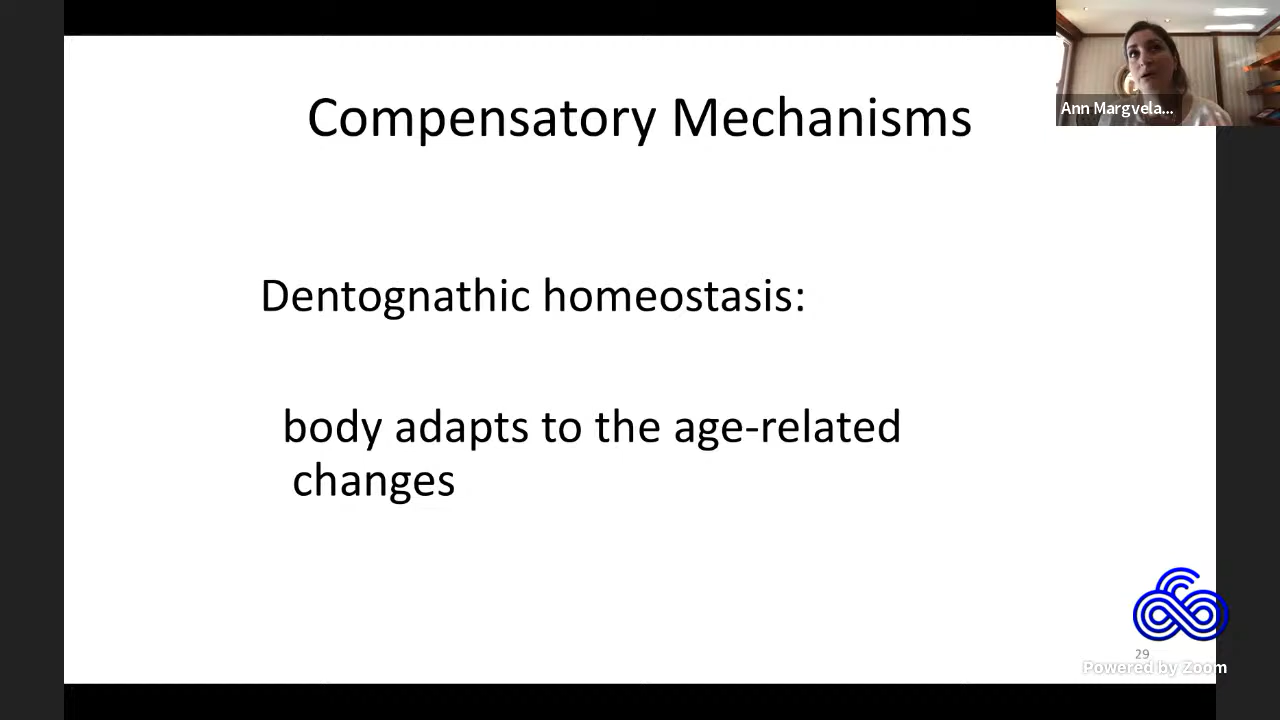 Compensatory Mechanisms
Ann Margvela...
Dentognathic homeostasis:
body adapts to the age-related
changes
29
Powered by Zoom